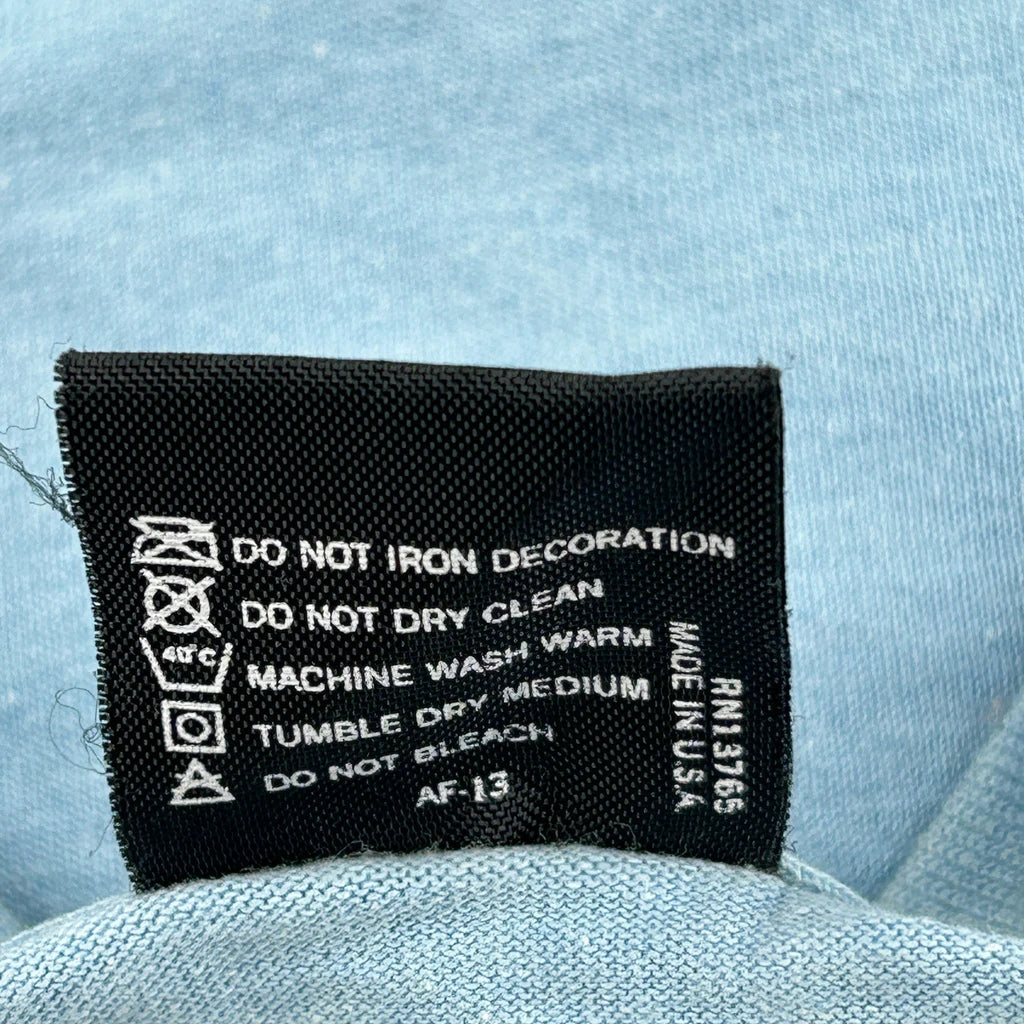 DO NOT IRON DECORATION
DO NOT DRY CLEAN
40°C
MACHINE WASH WARM
TUMBLE DRY MEDIUM
DO NOT BLEACH
AF-13
RN13765
MADE IN U.S.A